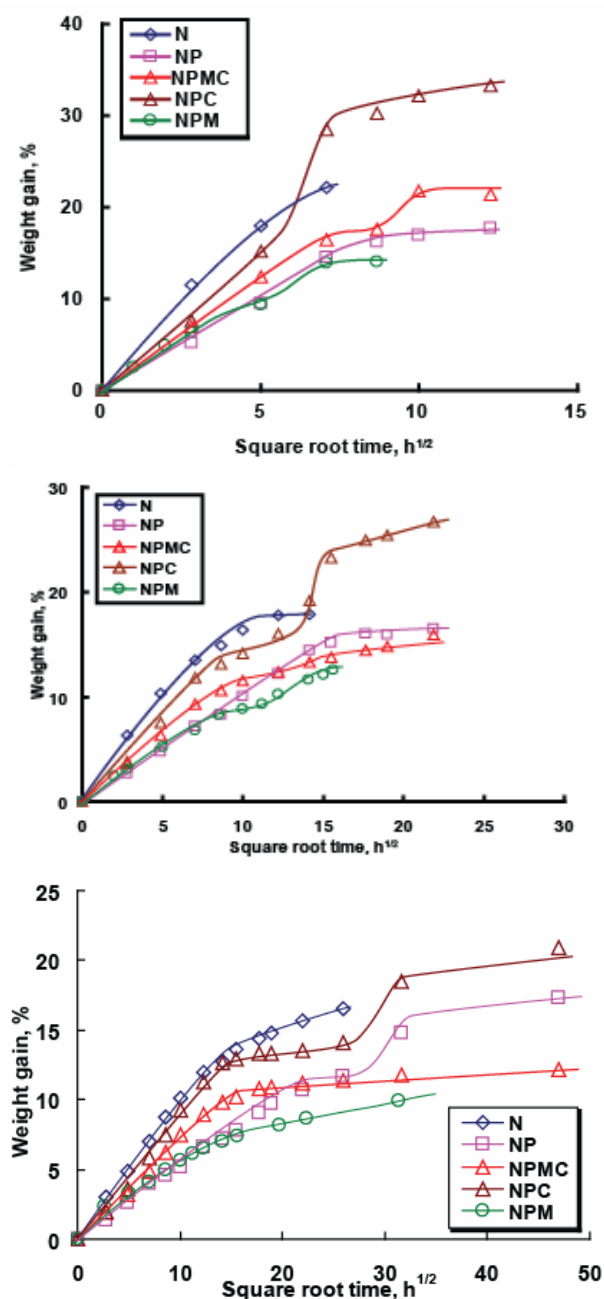 N
NP
NPMC
NPC
NPM
40
30
20
10
0
Weight gain, %
0 5 10 15
Square root time, h1/2
N
NP
NPMC
NPC
NPM
30
20
10
0
Weight gain, %
0 5 10 15 20 25 30
Square root time, h1/2
25
20
15
10
5
0
Weight gain, %
N
NP
NPMC
NPC
NPM
0 10 20 30 40 50
Square root time, h1/2